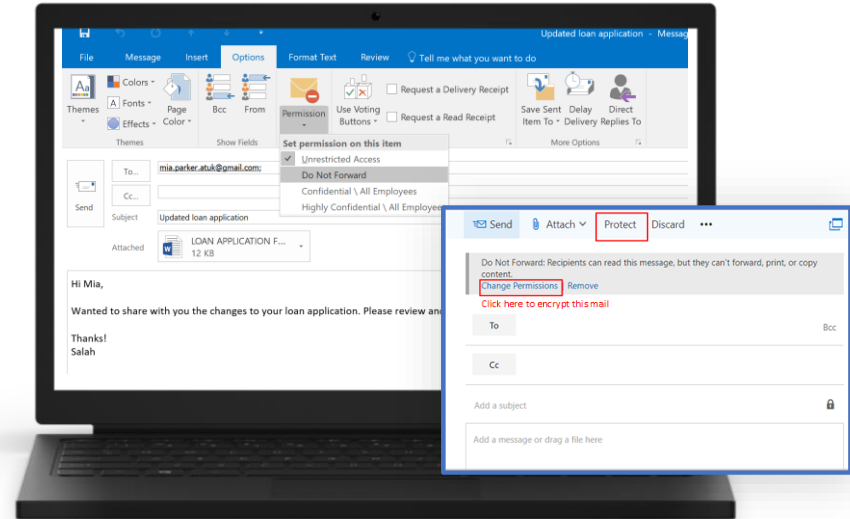 Updated loan application - Messag
File Message Insert Options Format Text Review Tell me what you want to do
Aa
Themes
Colors
A Fonts
Effects
Page
Color
Bcc
From
Permission
Use Voting
Buttons
Request a Delivery Receipt
Request a Read Receipt
Save Sent
Item To
Delay
Delivery
Direct
Replies To
Themes
Show Fields
More Options
Set permission on this item
Unrestricted Access
Do Not Forward
Confidential \ All Employees
Highly Confidential \ All Employees
Send
To...
mia.parker.atuk@gmail.com;
Cc...
Subject
Updated loan application
Attached
LOAN APPLICATION F...
12 KB
Hi Mia,
Wanted to share with you the changes to your loan application. Please review an
Thanks!
Salah
Send Attach Protect Discard •••
Do Not Forward: Recipients can read this message, but they can't forward, print, or copy
content.
Change Permissions Remove
Click here to encrypt this mail
To
Bcc
Cc
Add a subject
Add a message or drag a file here